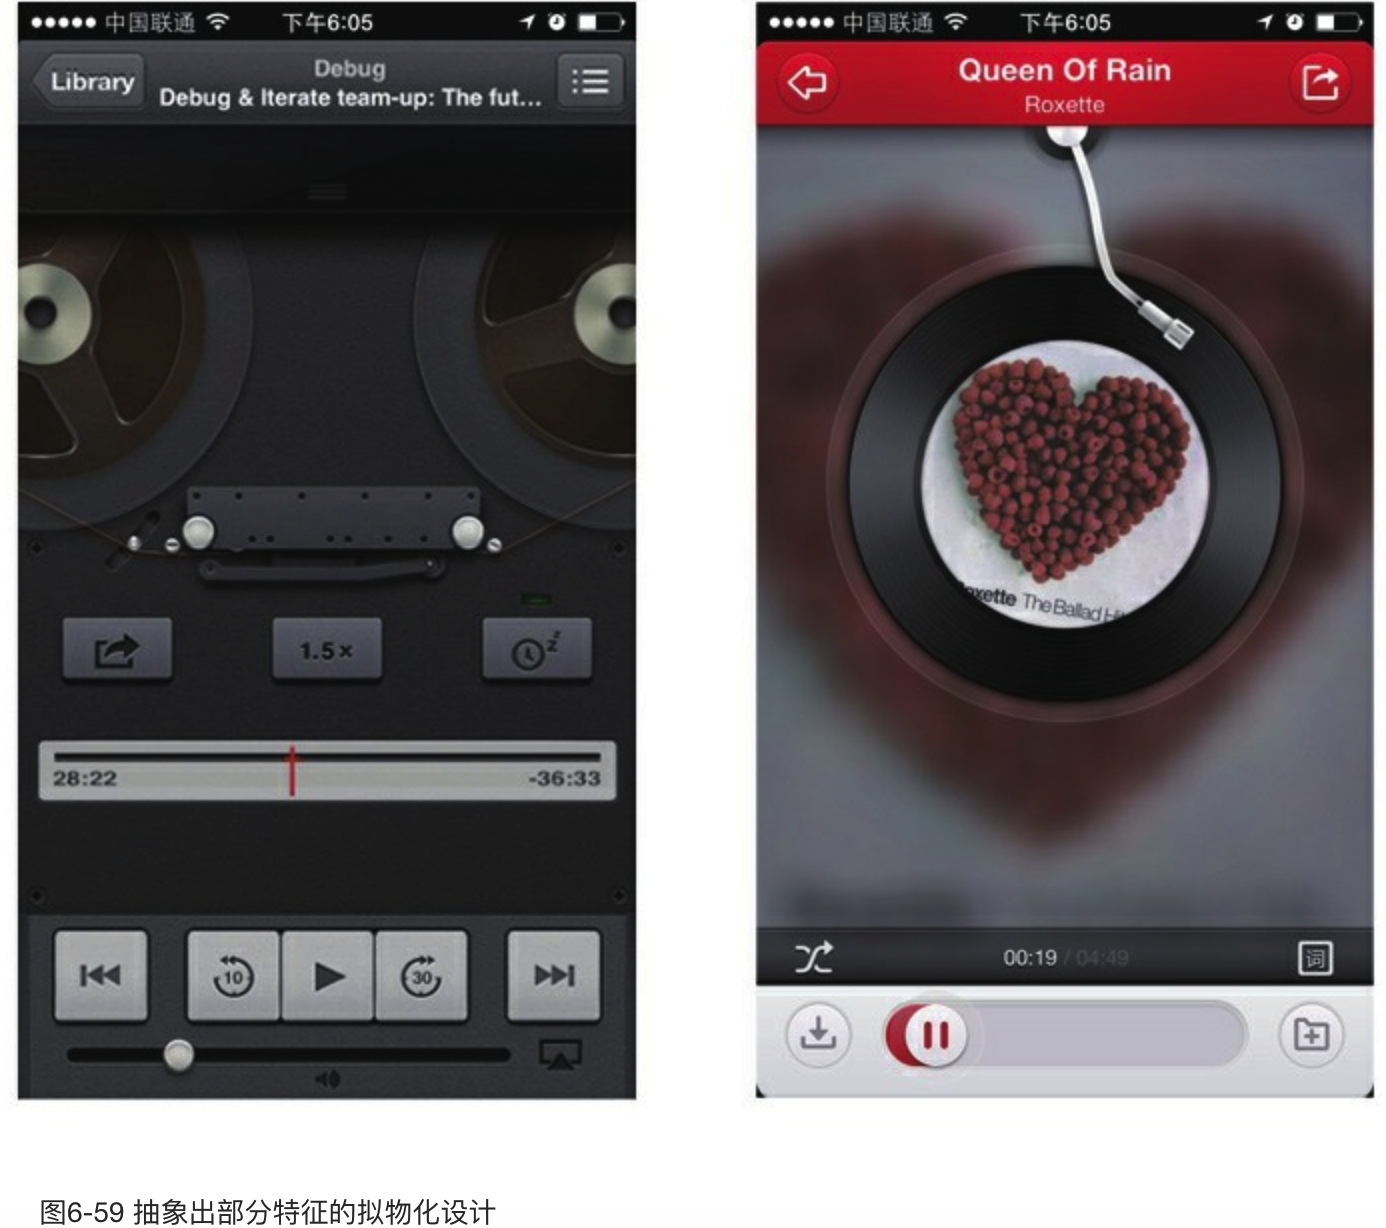 中国联通 下午6:05
Library
Debug
Debug & Iterate team-up: The fut...
1.5×
zzz
28:22 -36:33
10 30
中国联通 下午6:05
Queen Of Rain
Roxette
oxette The Ballad Hi
00:19 / 04:49
词
图6-59 抽象出部分特征的拟物化设计